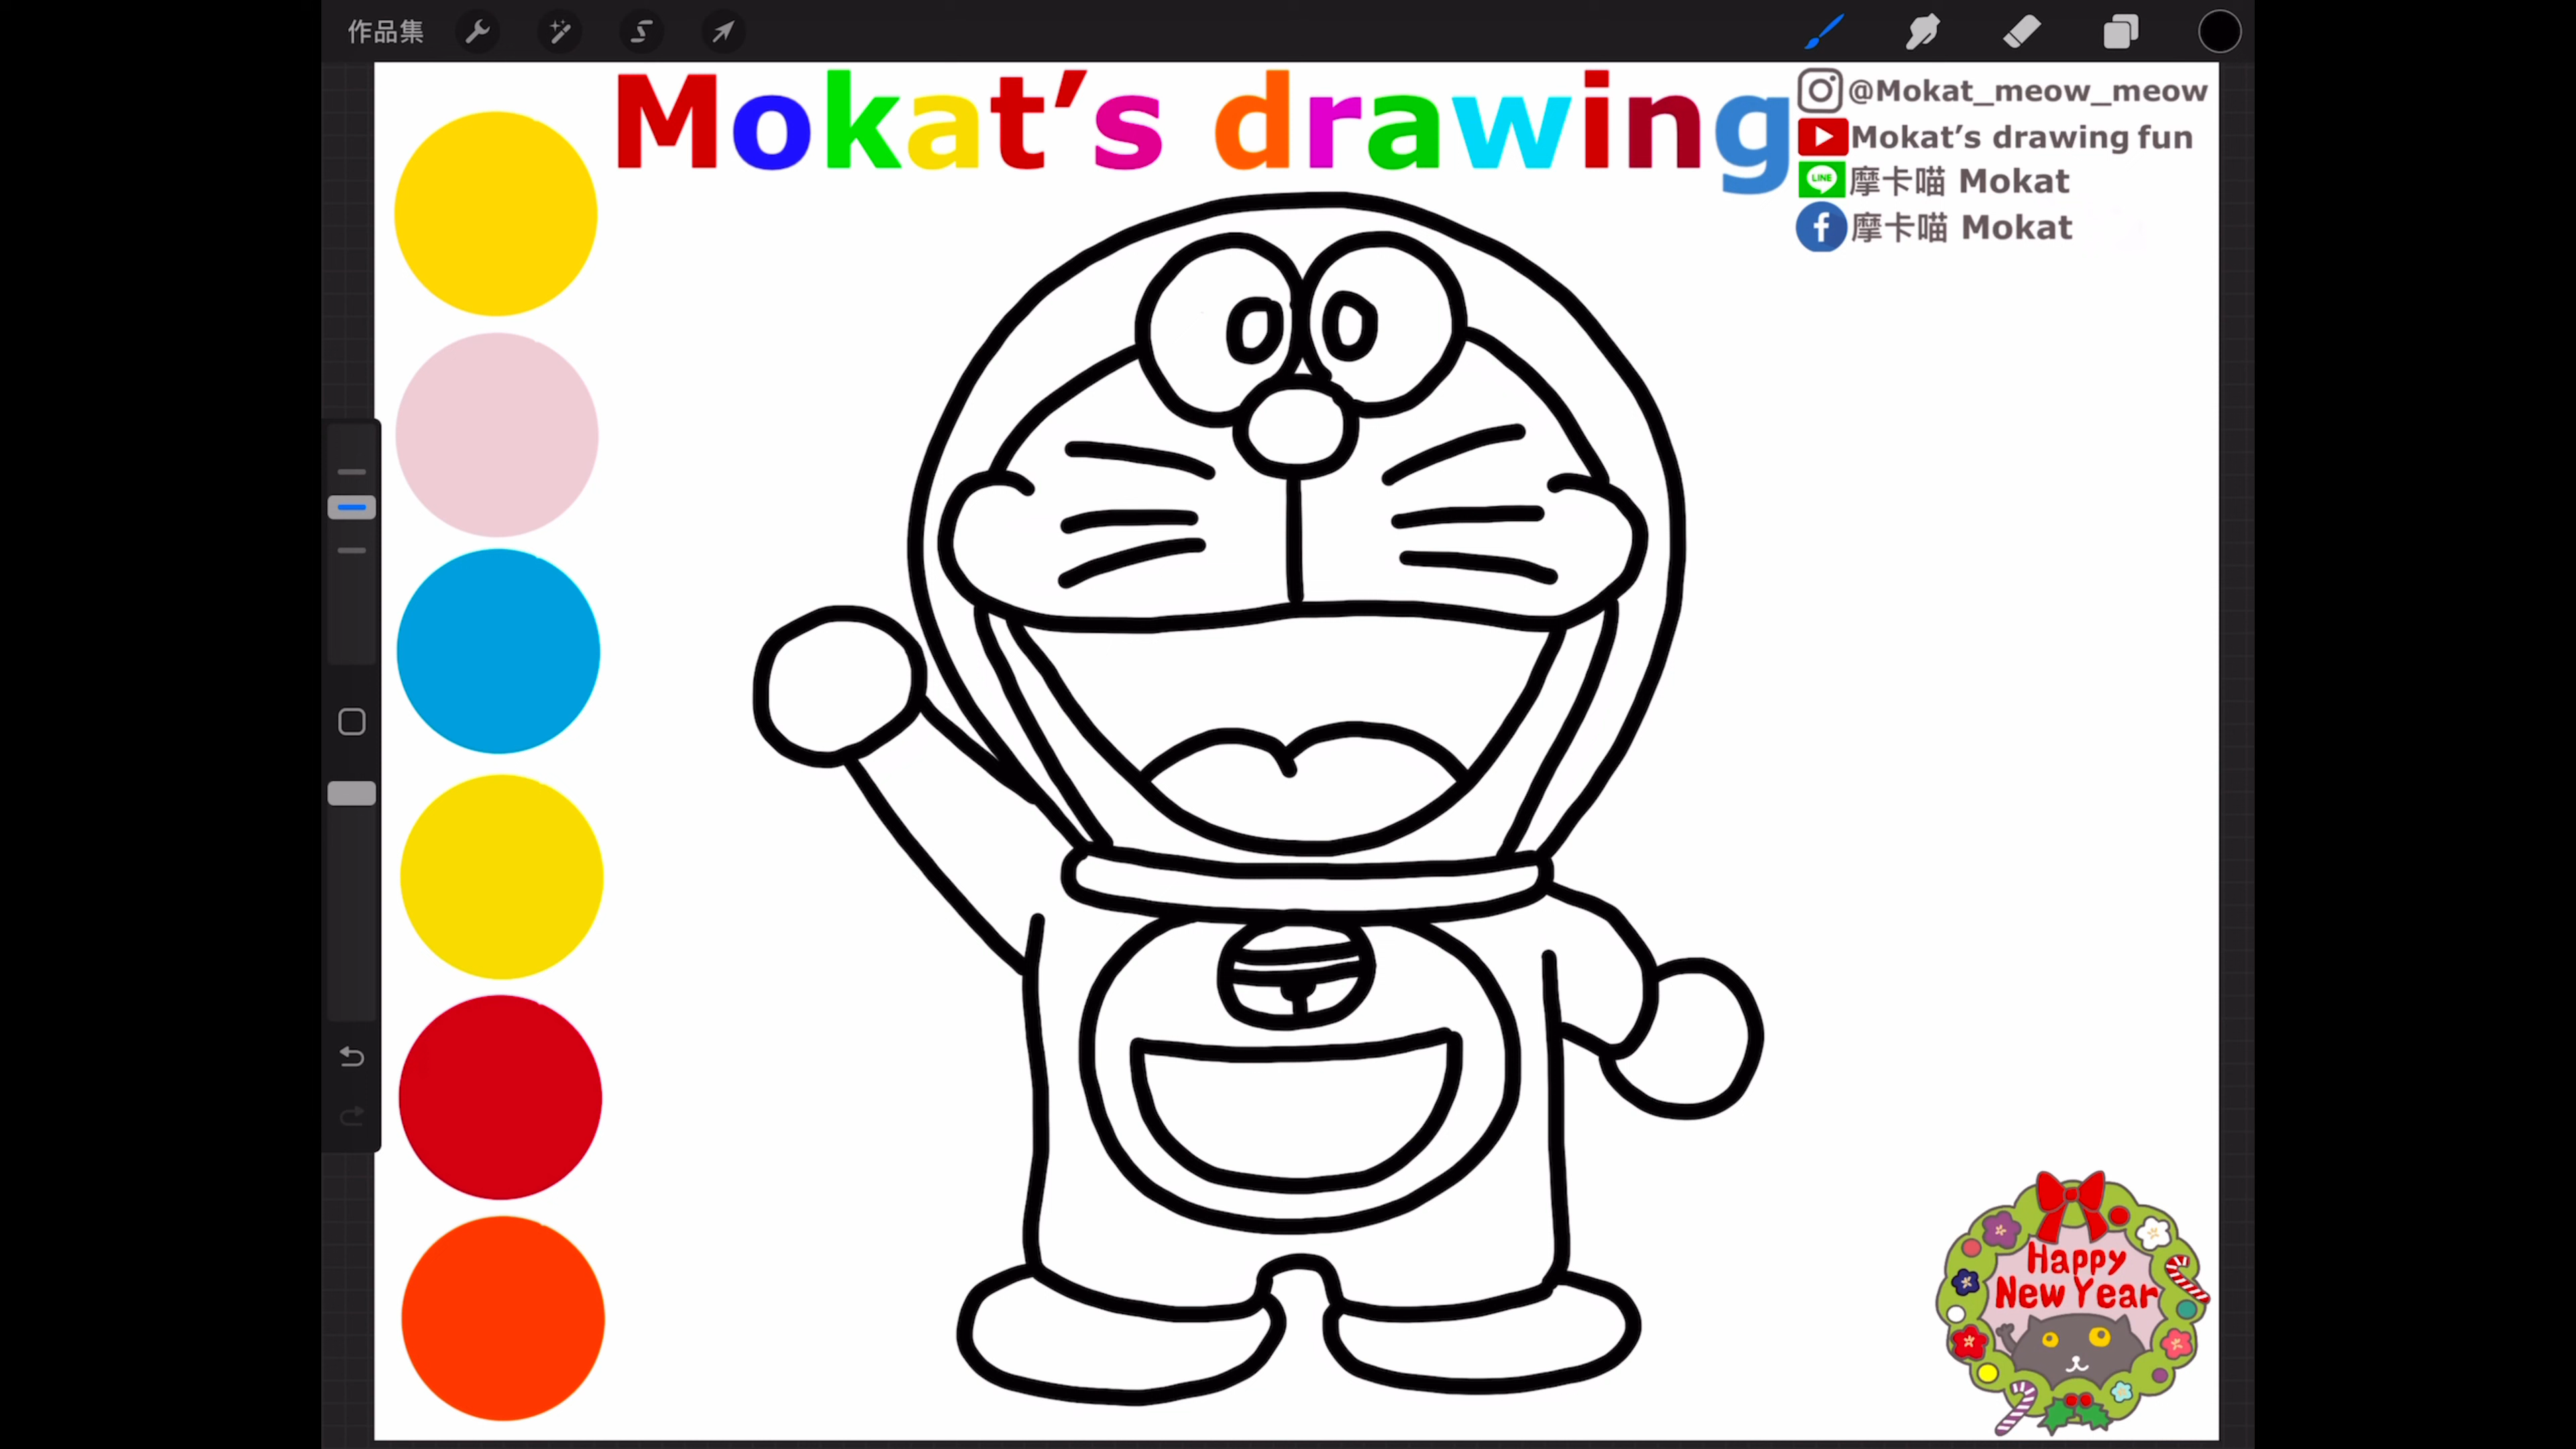 作品集
Mokat’s drawing
@Mokat_meow_meow
Mokat’s drawing fun
LINE
摩卡喵 Mokat
f
摩卡喵 Mokat
Happy
New Year